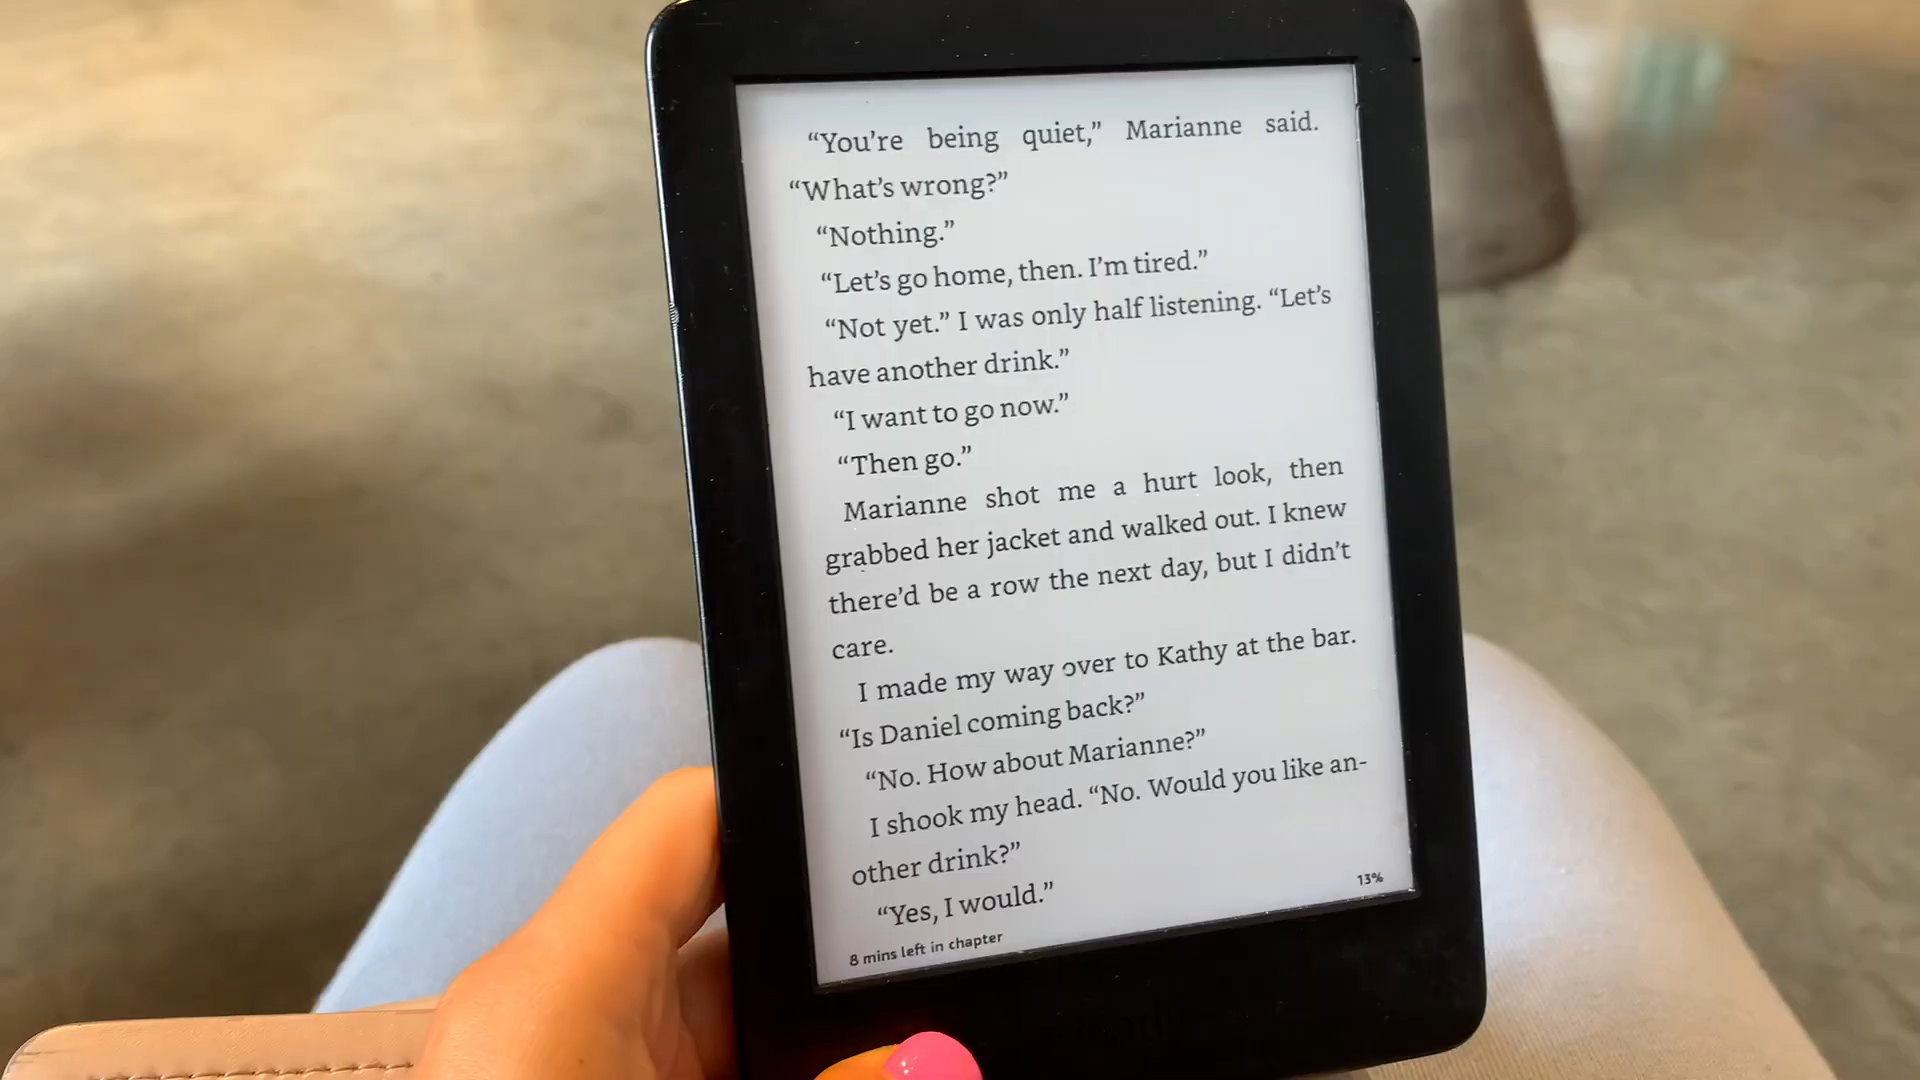 “You’re being quiet,” Marianne said.
“What’s wrong?”
“Nothing.”
“Let’s go home, then. I’m tired.”
“Not yet.” I was only half listening. “Let’s
have another drink.”
“I want to go now.”
“Then go.”
Marianne shot me a hurt look, then
grabbed her jacket and walked out. I knew
there’d be a row the next day, but I didn’t
care.
I made my way over to Kathy at the bar.
“Is Daniel coming back?”
“No. How about Marianne?”
I shook my head. “No. Would you like an-
other drink?”
“Yes, I would.”
8 mins left in chapter
13%